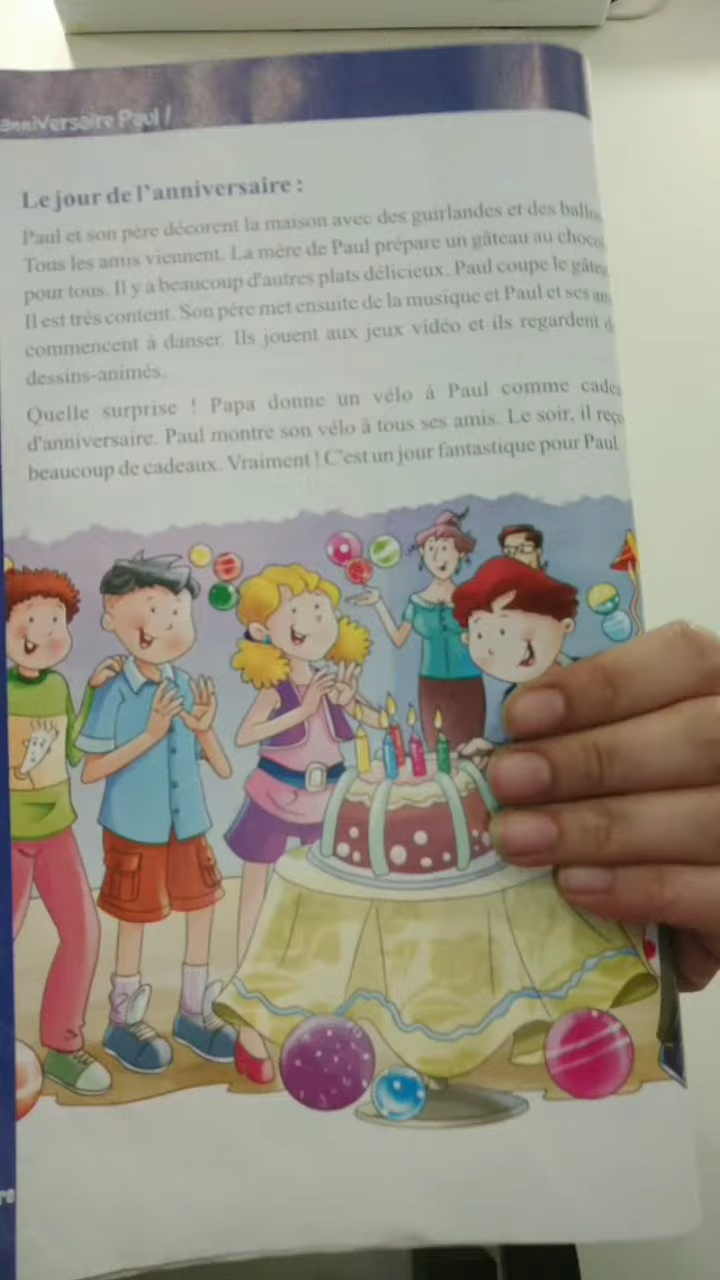 anniversaire Paul !
Le jour de l'anniversaire :
Paul et son père décorent la maison avec des guirlandes et des
Tous les amis viennent. La mère de Paul prépare un gâteau au
pour tous. Il y a beaucoup d'autres plats délicieux. Paul coupe le
Il est très content. Son père met ensuite de la musique et Paul et ses
commencent à danser. Ils jouent aux jeux vidéo et ils regardent
dessins-animés.
Quelle surprise ! Papa donne un vélo à Paul comme
d'anniversaire. Paul montre son vélo à tous ses amis. Le soir, il
beaucoup de cadeaux. Vraiment ! C'est un jour fantastique pour Paul